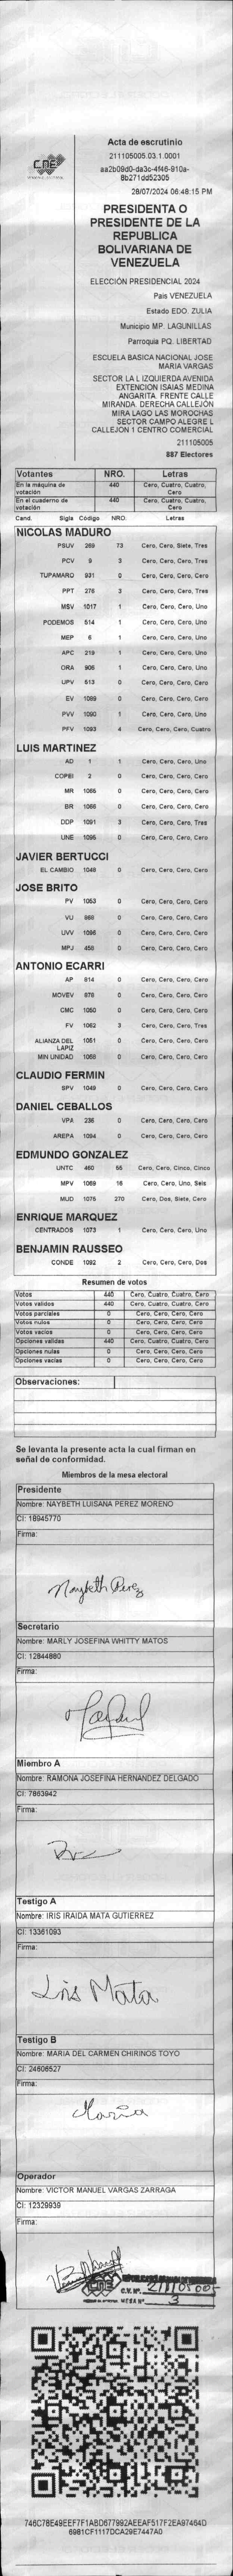 Acta de escrutinio
211105005.03.1.0001
aa2b09d0-da3c-4f46-910a-
8b271dd52305
28/07/2024 06:48:15 PM
CNE
PRESIDENTA O
PRESIDENTE DE LA
REPUBLICA
BOLIVARIANA DE
VENEZUELA
ELECCIÓN PRESIDENCIAL 2024
Pais VENEZUELA
Estado EDO. ZULIA
Municipio MP. LAGUNILLAS
Parroquia PQ. LIBERTAD
ESCUELA BASICA NACIONAL JOSE
MARIA VARGAS
SECTOR LA L IZQUIERDA AVENIDA
EXTENCION ISAIAS MEDINA
ANGARITA. FRENTE CALLE
MIRANDA. DERECHA CALLEJÓN
MIRA LAGO LAS MOROCHAS
SECTOR CAMPO ALEGRE L
CALLEJON 1 CENTRO COMERCIAL
211105005
887 Electores
Votantes NRO. Letras
En la máquina de votación 440 Cero, Cuatro, Cuatro, Cero
En el cuaderno de votación 440 Cero, Cuatro, Cuatro, Cero
Cand. Sigla Código NRO. Letras
NICOLAS MADURO
PSUV 269 73 Cero, Cero, Siete, Tres
PCV 9 3 Cero, Cero, Cero, Tres
TUPAMARO 931 0 Cero, Cero, Cero, Cero
PPT 276 3 Cero, Cero, Cero, Tres
MSV 1017 1 Cero, Cero, Cero, Uno
PODEMOS 514 1 Cero, Cero, Cero, Uno
MEP 6 1 Cero, Cero, Cero, Uno
APC 219 1 Cero, Cero, Cero, Uno
ORA 906 1 Cero, Cero, Cero, Uno
UPV 513 0 Cero, Cero, Cero, Cero
EV 1089 0 Cero, Cero, Cero, Cero
PVV 1090 1 Cero, Cero, Cero, Uno
PFV 1093 4 Cero, Cero, Cero, Cuatro
LUIS MARTINEZ
AD 1 1 Cero, Cero, Cero, Uno
COPEI 2 0 Cero, Cero, Cero, Cero
MR 1065 0 Cero, Cero, Cero, Cero
BR 1066 0 Cero, Cero, Cero, Cero
DDP 1091 3 Cero, Cero, Cero, Tres
UNE 1095 0 Cero, Cero, Cero, Cero
JAVIER BERTUCCI
EL CAMBIO 1048 0 Cero, Cero, Cero, Cero
JOSE BRITO
PV 1053 0 Cero, Cero, Cero, Cero
VU 868 0 Cero, Cero, Cero, Cero
UVV 1096 0 Cero, Cero, Cero, Cero
MPJ 458 0 Cero, Cero, Cero, Cero
ANTONIO ECARRI
AP 814 0 Cero, Cero, Cero, Cero
MOVEV 876 0 Cero, Cero, Cero, Cero
CMC 1050 0 Cero, Cero, Cero, Cero
FV 1062 3 Cero, Cero, Cero, Tres
ALIANZA DEL LAPIZ 1051 0 Cero, Cero, Cero, Cero
MIN UNIDAD 1058 0 Cero, Cero, Cero, Cero
CLAUDIO FERMIN
SPV 1049 0 Cero, Cero, Cero, Cero
DANIEL CEBALLOS
VPA 236 0 Cero, Cero, Cero, Cero
AREPA 1094 0 Cero, Cero, Cero, Cero
EDMUNDO GONZALEZ
UNTC 460 55 Cero, Cero, Cinco, Cinco
MPV 1069 16 Cero, Cero, Uno, Seis
MUD 1075 270 Cero, Dos, Siete, Cero
ENRIQUE MARQUEZ
CENTRADOS 1073 1 Cero, Cero, Cero, Uno
BENJAMIN RAUSSEO
CONDE 1092 2 Cero, Cero, Cero, Dos
Resumen de votos
Votos 440 Cero, Cuatro, Cuatro, Cero
Votos validos 440 Cero, Cuatro, Cuatro, Cero
Votos parciales 0 Cero, Cero, Cero, Cero
Votos nulos 0 Cero, Cero, Cero, Cero
Votos vacios 0 Cero, Cero, Cero, Cero
Opciones validas 440 Cero, Cuatro, Cuatro, Cero
Opciones nulas 0 Cero, Cero, Cero, Cero
Opciones vacias 0 Cero, Cero, Cero, Cero
Observaciones:
Se levanta la presente acta la cual firman en
señal de conformidad.
Miembros de la mesa electoral
Presidente
Nombre: NAYBETH LUISANA PEREZ MORENO
CI: 18945770
Firma:
Naybeth Perez
Secretario
Nombre: MARLY JOSEFINA WHITTY MATOS
CI: 12844880
Firma:
Miembro A
Nombre: RAMONA JOSEFINA HERNANDEZ DELGADO
CI: 7863942
Firma:
Testigo A
Nombre: IRIS IRAIDA MATA GUTIERREZ
CI: 13361093
Firma:
Iris Mata
Testigo B
Nombre: MARIA DEL CARMEN CHIRINOS TOYO
CI: 24606527
Firma:
Maria
Operador
Nombre: VICTOR MANUEL VARGAS ZARRAGA
CI: 12329939
Firma:
CNE
C.V. Nº. 211105005
MESA Nº 3
746C78E49EEF7F1ABD677992AEEAF517F2EA97464D
6981CF1117DCA29E7447A0